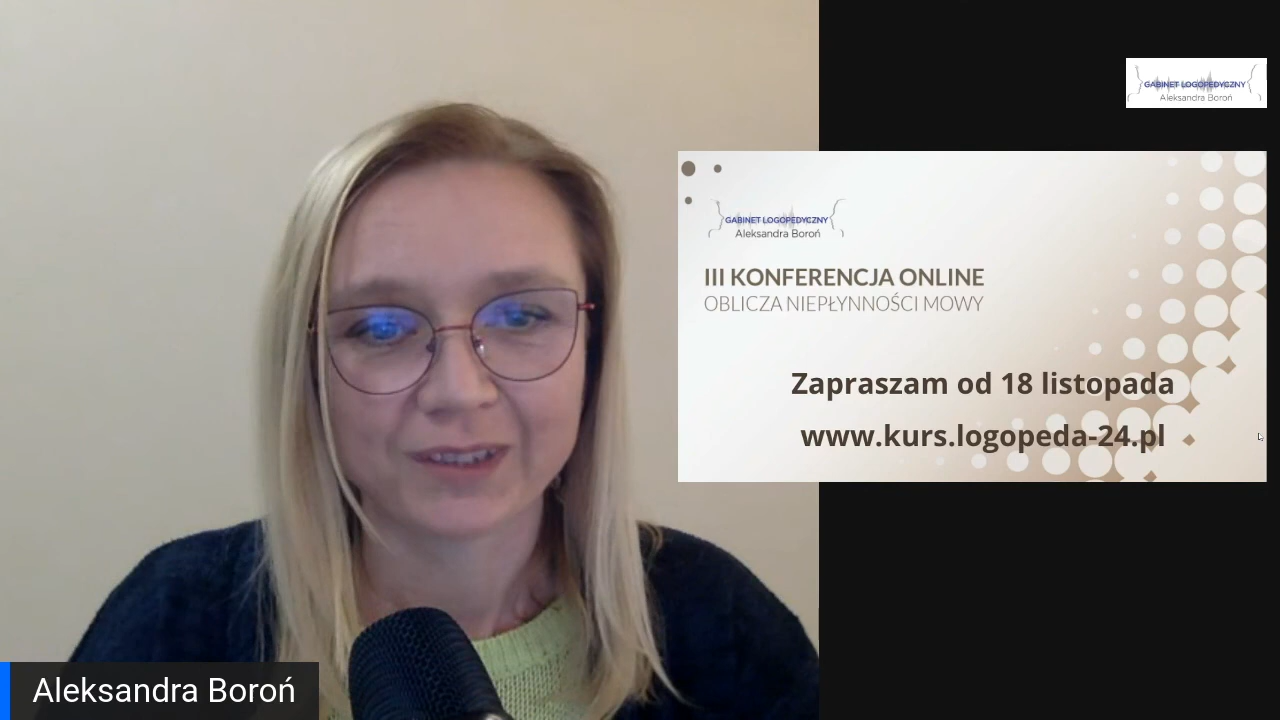 GABINET LOGOPEDYCZNY
Aleksandra Boroń
GABINET LOGOPEDYCZNY
Aleksandra Boroń
III KONFERENCJA ONLINE
OBLICZA NIEPŁYNNOŚCI MOWY
Zapraszam od 18 listopada
www.kurs.logopeda-24.pl
Aleksandra Boroń